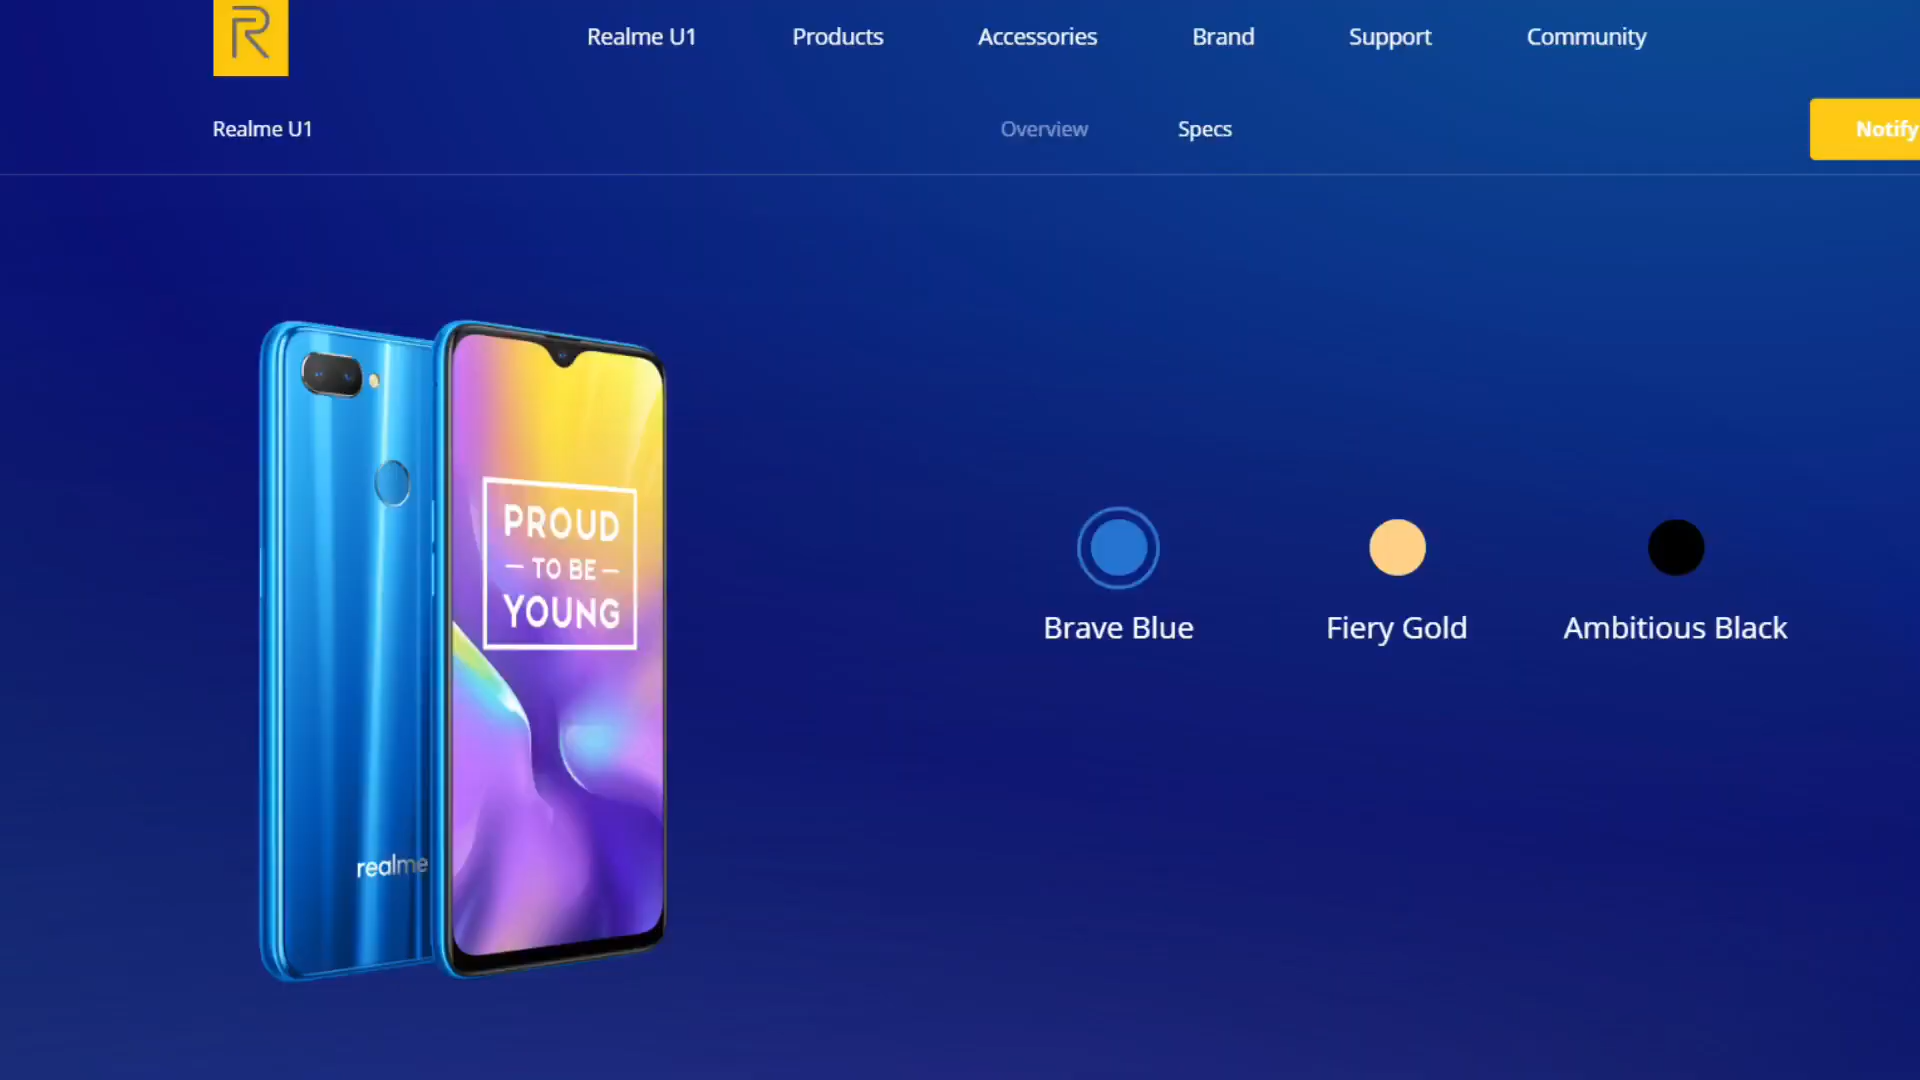 R
Realme U1 Products Accessories Brand Support Community
Realme U1 Overview Specs Notify
PROUD
TO BE
YOUNG
Brave Blue Fiery Gold Ambitious Black
realme